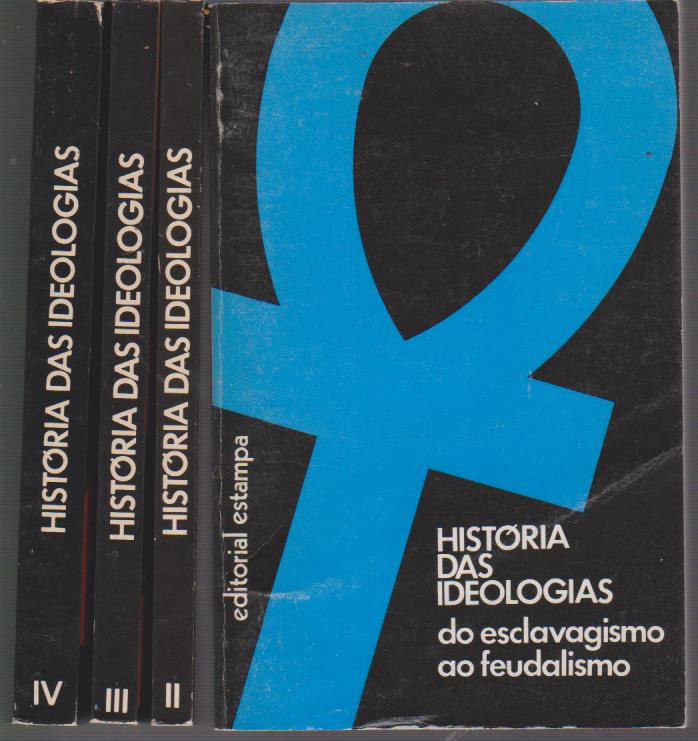 HISTÓRIA DAS IDEOLOGIAS
IV
HISTÓRIA DAS IDEOLOGIAS
III
HISTÓRIA DAS IDEOLOGIAS
II
editorial estampa
HISTÓRIA
DAS
IDEOLOGIAS
do esclavagismo
ao feudalismo